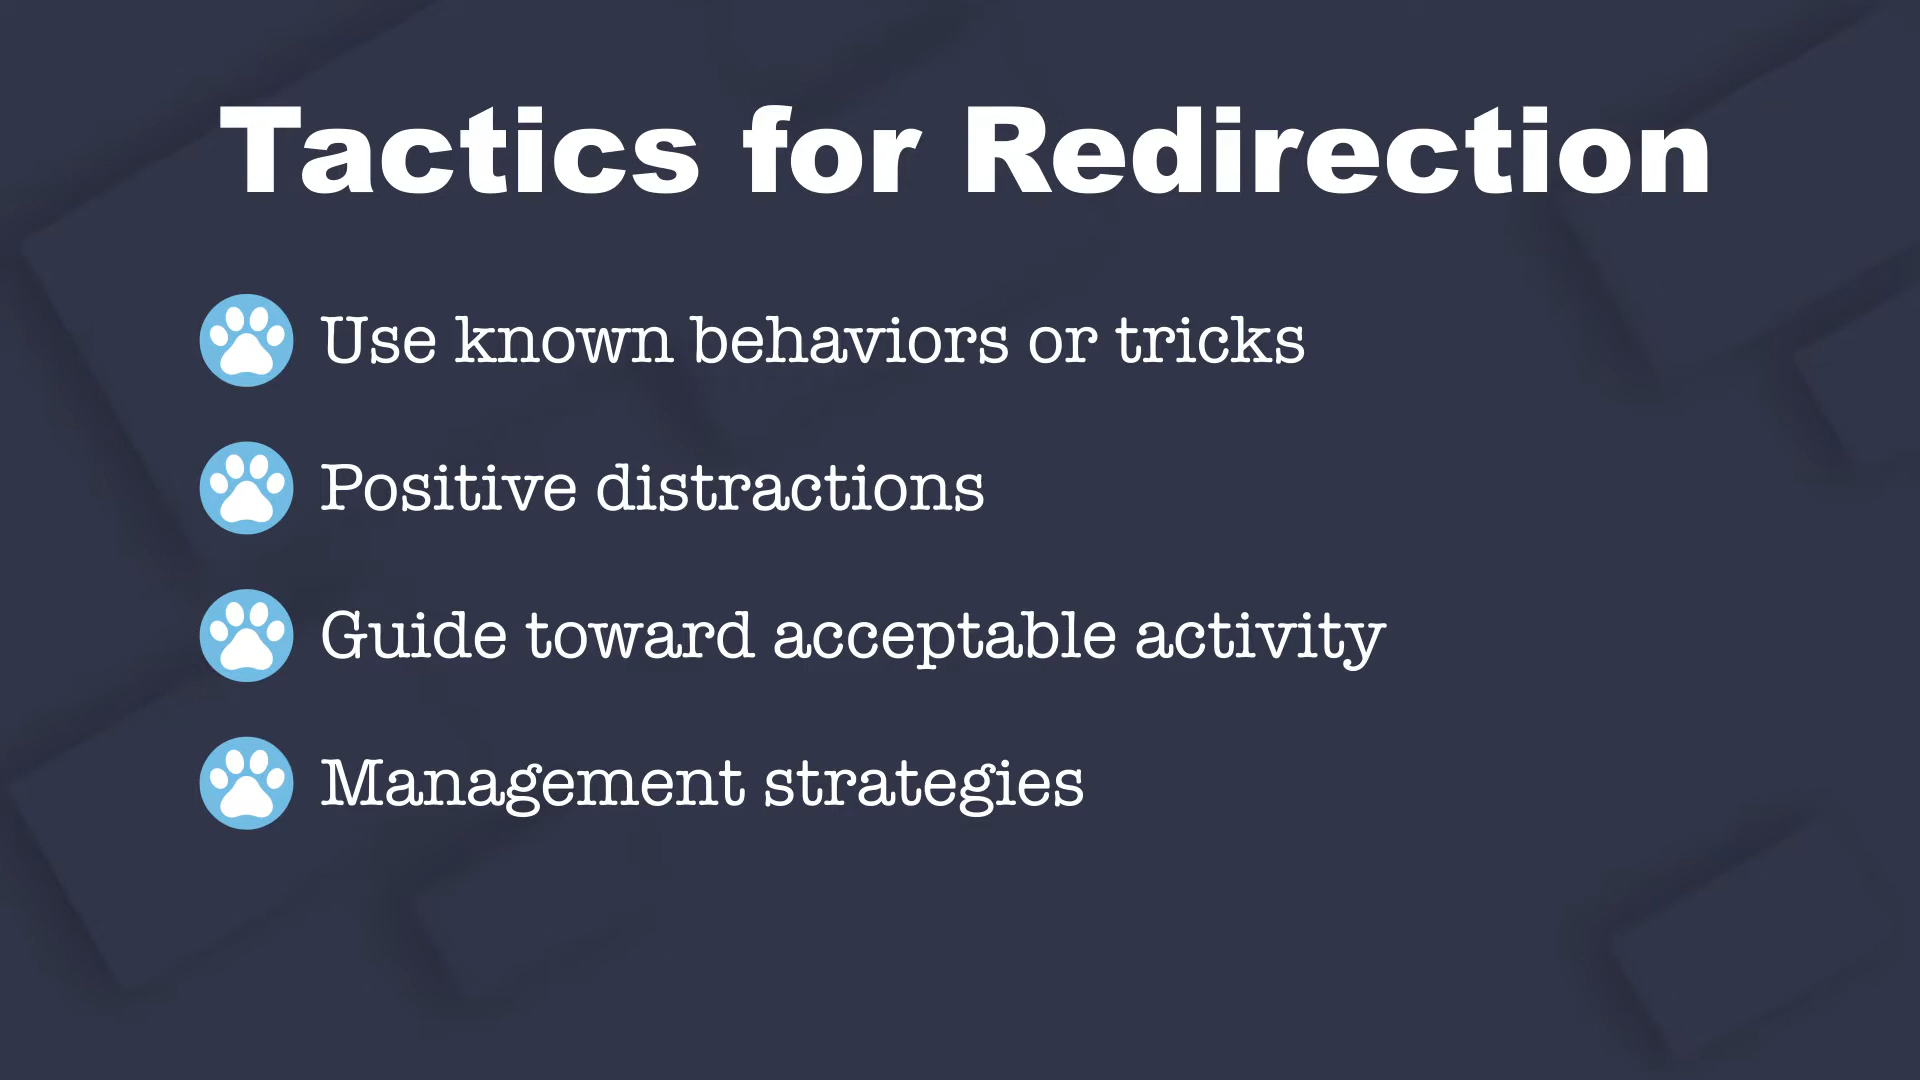 Tactics for Redirection
Use known behaviors or tricks
Positive distractions
Guide toward acceptable activity
Management strategies